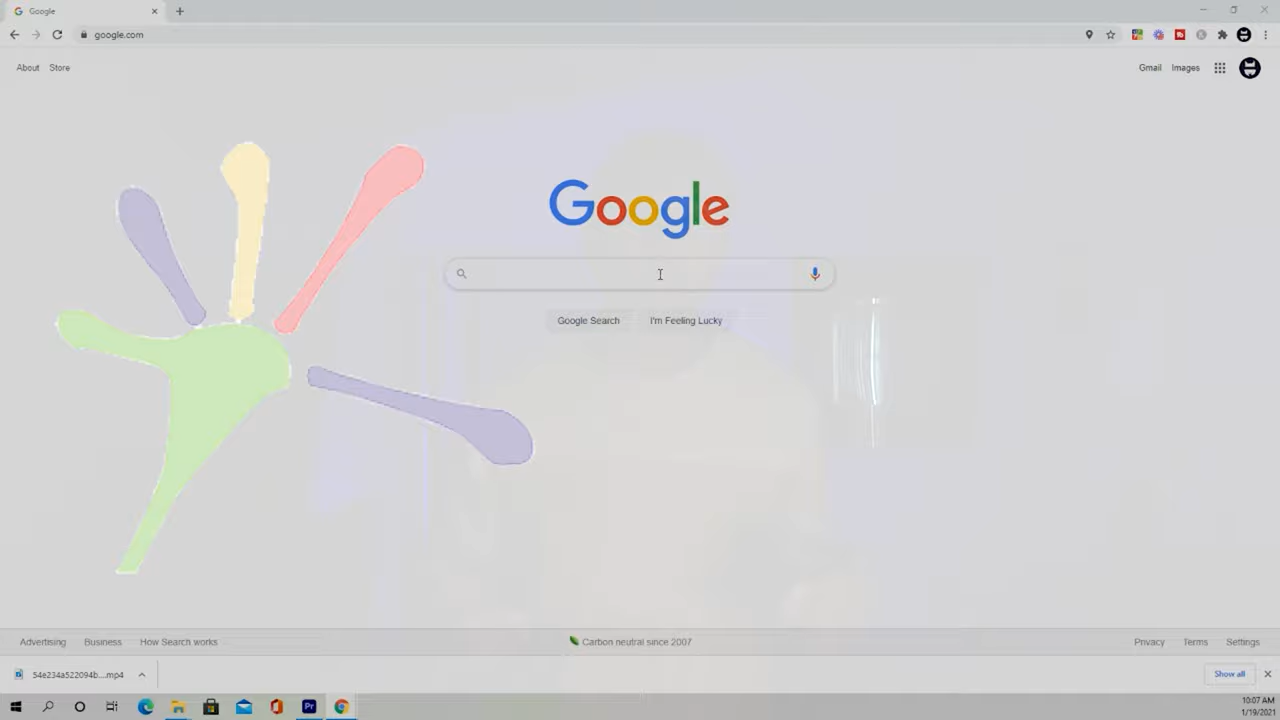 Google
google.com
About Store
Gmail Images
Google
Google Search I'm Feeling Lucky
Advertising Business How Search works
Carbon neutral since 2007
Privacy Terms Settings
54e234a522094b....mp4
Show all
Pr
10:07 AM
1/19/2021